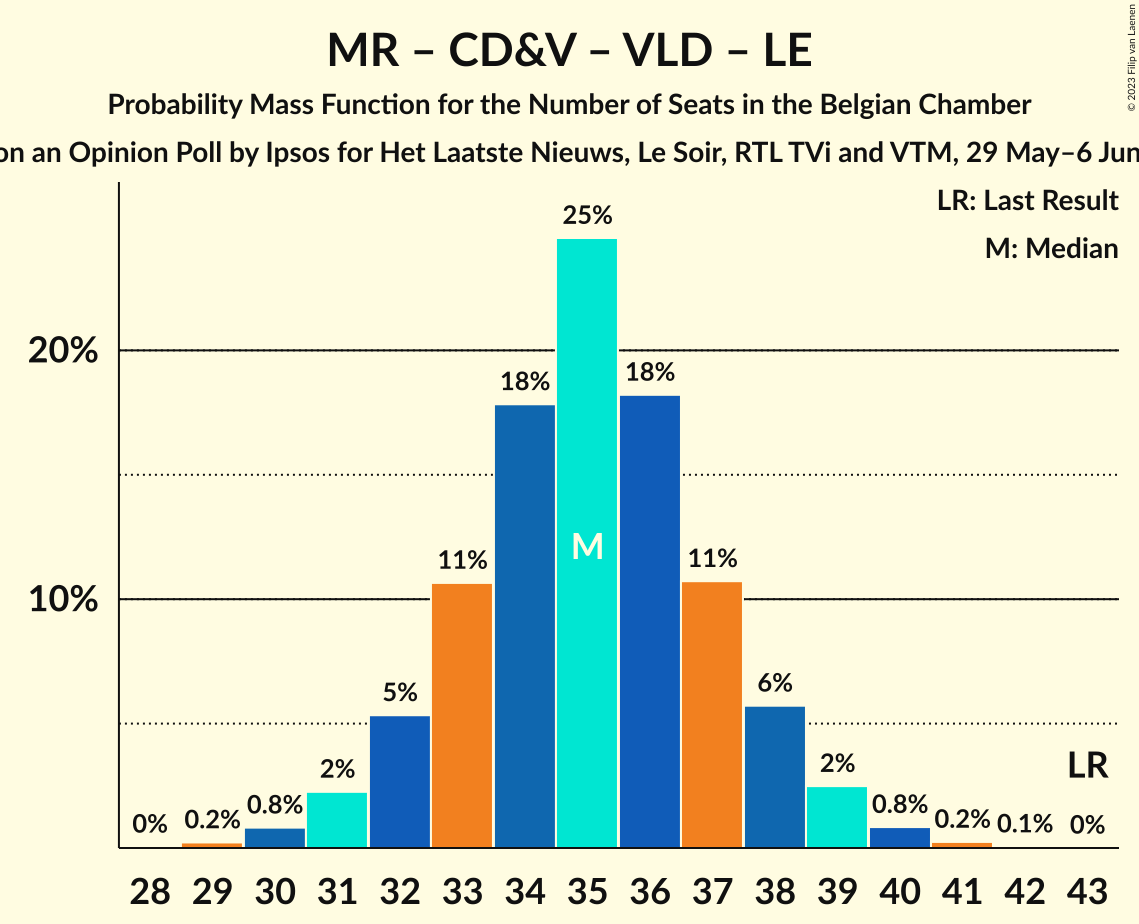 © 2023 Filip van Laenen
MR – CD&V – VLD – LE
Probability Mass Function for the Number of Seats in the Belgian Chamber
on an Opinion Poll by Ipsos for Het Laatste Nieuws, Le Soir, RTL TVi and VTM, 29 May–6 Jun
LR: Last Result
M: Median
25%
20%
18%
18%
M
11%
11%
10%
5%
6%
2%
2%
LR
0%
0.2%
0.8%
0.8%
0.2%
0.1%
0%
28 29 30 31 32 33 34 35 36 37 38 39 40 41 42 43